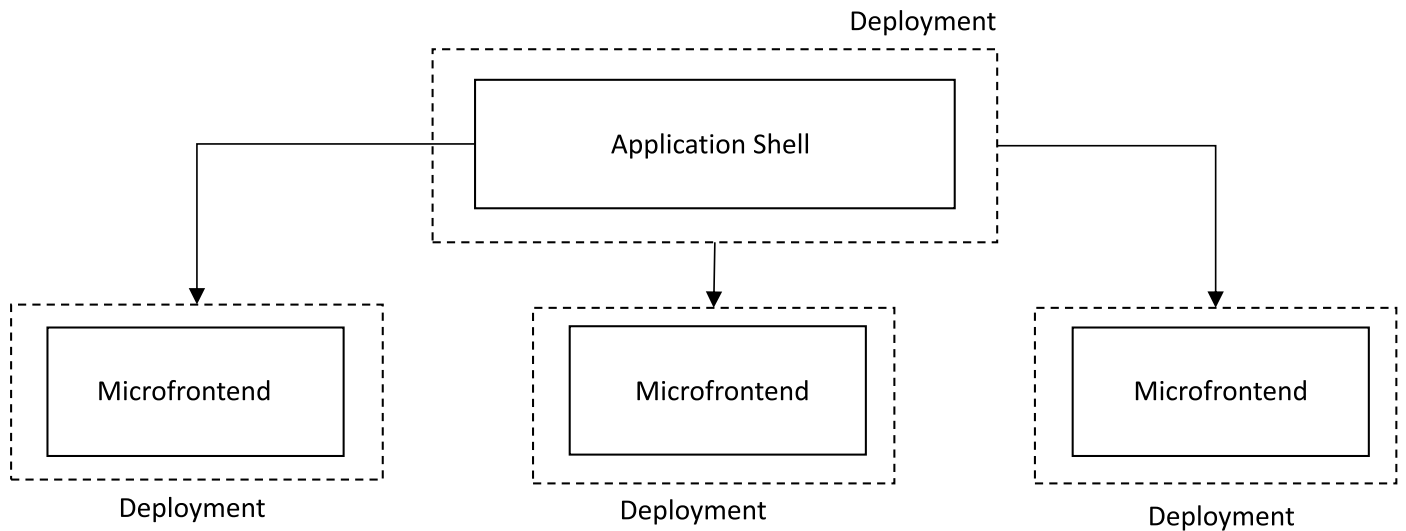 Deployment
Application Shell
Microfrontend
Microfrontend
Microfrontend
Deployment
Deployment
Deployment